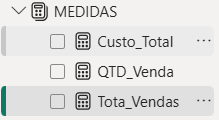 MEDIDAS
Custo_Total
QTD_Venda
Tota_Vendas